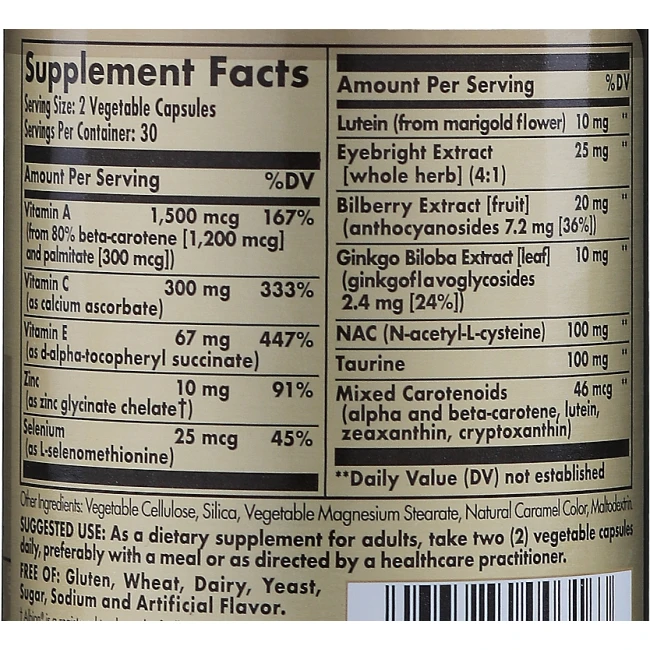 Supplement Facts
Serving Size: 2 Vegetable Capsules
Servings Per Container: 30
Amount Per Serving %DV
Vitamin A 1,500 mcg 167%
(from 80% beta-carotene [1,200 mcg]
and palmitate [300 mcg])
Vitamin C 300 mg 333%
(as calcium ascorbate)
Vitamin E 67 mg 447%
(as d-alpha-tocopheryl succinate)
Zinc 10 mg 91%
(as zinc glycinate chelate†)
Selenium 25 mcg 45%
(as L-selenomethionine)
Amount Per Serving %DV
Lutein (from marigold flower) 10 mg **
Eyebright Extract 25 mg **
[whole herb] (4:1)
Bilberry Extract [fruit] 20 mg **
(anthocyanosides 7.2 mg [36%])
Ginkgo Biloba Extract [leaf] 10 mg **
(ginkgoflavoglycosides
2.4 mg [24%])
NAC (N-acetyl-L-cysteine) 100 mg **
Taurine 100 mg **
Mixed Carotenoids 46 mcg **
(alpha and beta-carotene, lutein,
zeaxanthin, cryptoxanthin)
**Daily Value (DV) not established
Other Ingredients: Vegetable Cellulose, Silica, Vegetable Magnesium Stearate, Natural Caramel Color, Maltodextrin.
SUGGESTED USE: As a dietary supplement for adults, take two (2) vegetable capsules
daily, preferably with a meal or as directed by a healthcare practitioner.
FREE OF: Gluten, Wheat, Dairy, Yeast,
Sugar, Sodium and Artificial Flavor.